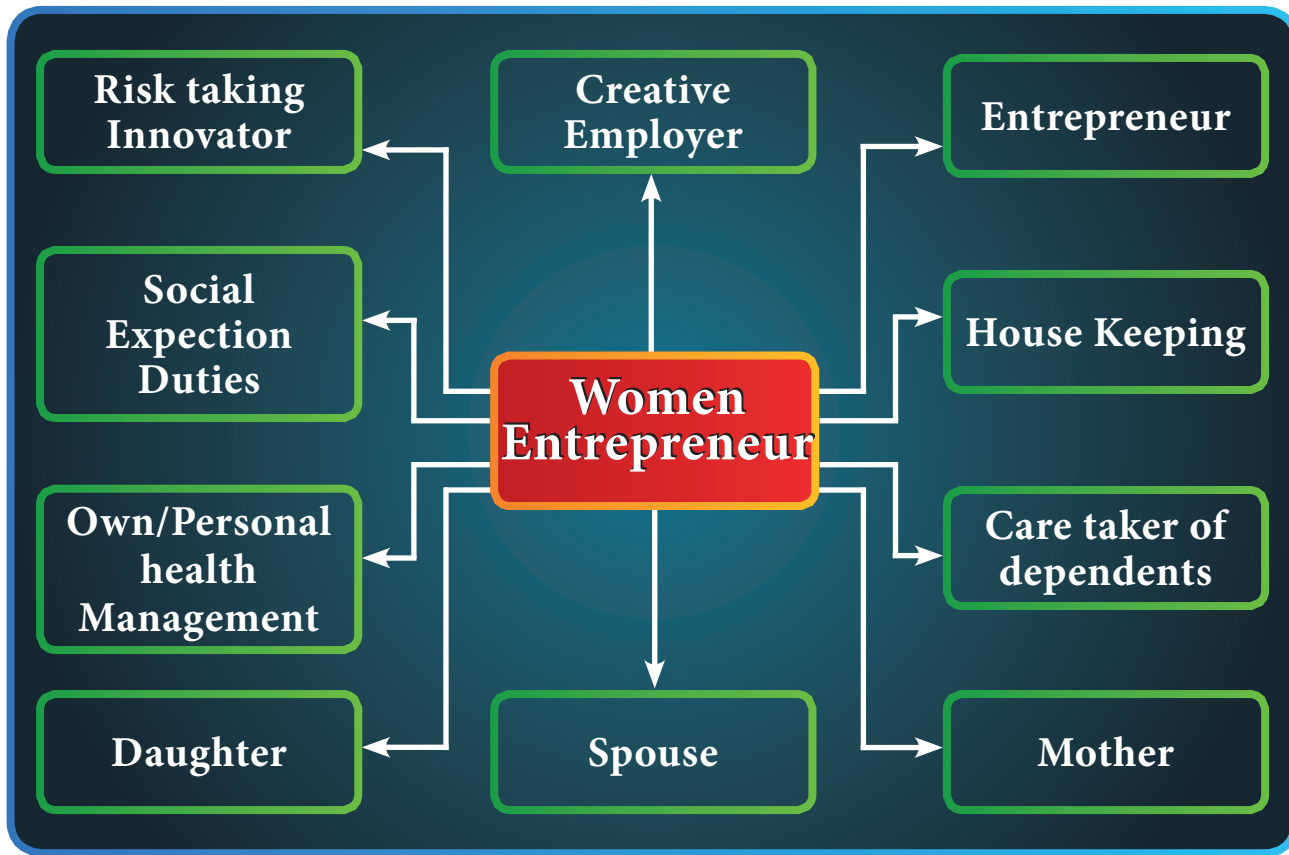 Risk taking
Innovator
Creative
Employer
Entrepreneur
Social
Expection
Duties
House Keeping
Women
Entrepreneur
Own/Personal
health
Management
Care taker of
dependents
Daughter
Spouse
Mother